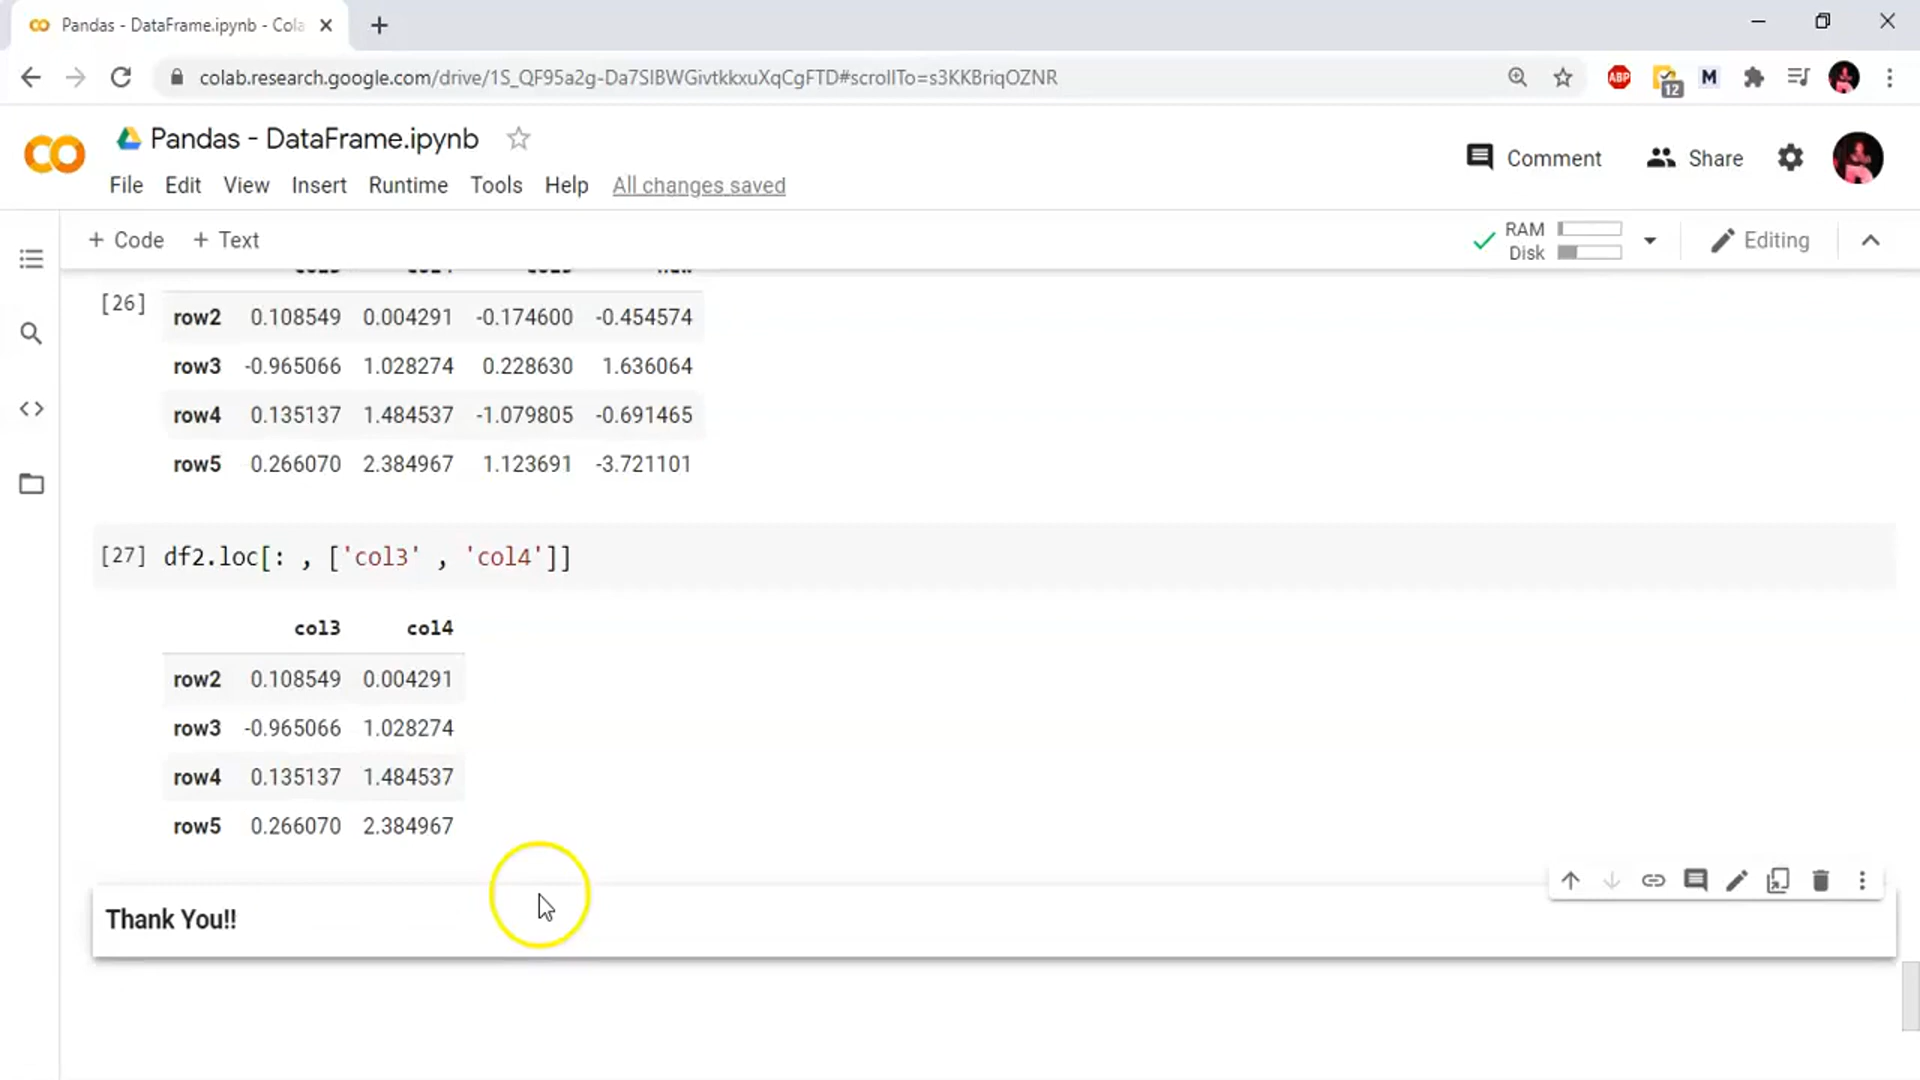 Pandas - DataFrame.ipynb - Cola
colab.research.google.com/drive/1S_QF95a2g-Da7SIBWGivtkkxuXqCgFTD#scrollTo=s3KKBriqOZNR
ABP
12
M
CO
Pandas - DataFrame.ipynb
Comment
Share
File Edit View Insert Runtime Tools Help All changes saved
+ Code + Text
RAM
Disk
Editing
[26]
row2 0.108549 0.004291 -0.174600 -0.454574
row3 -0.965066 1.028274 0.228630 1.636064
row4 0.135137 1.484537 -1.079805 -0.691465
row5 0.266070 2.384967 1.123691 -3.721101
[27] df2.loc[: , ['col3' , 'col4']]
col3 col4
row2 0.108549 0.004291
row3 -0.965066 1.028274
row4 0.135137 1.484537
row5 0.266070 2.384967
Thank You!!